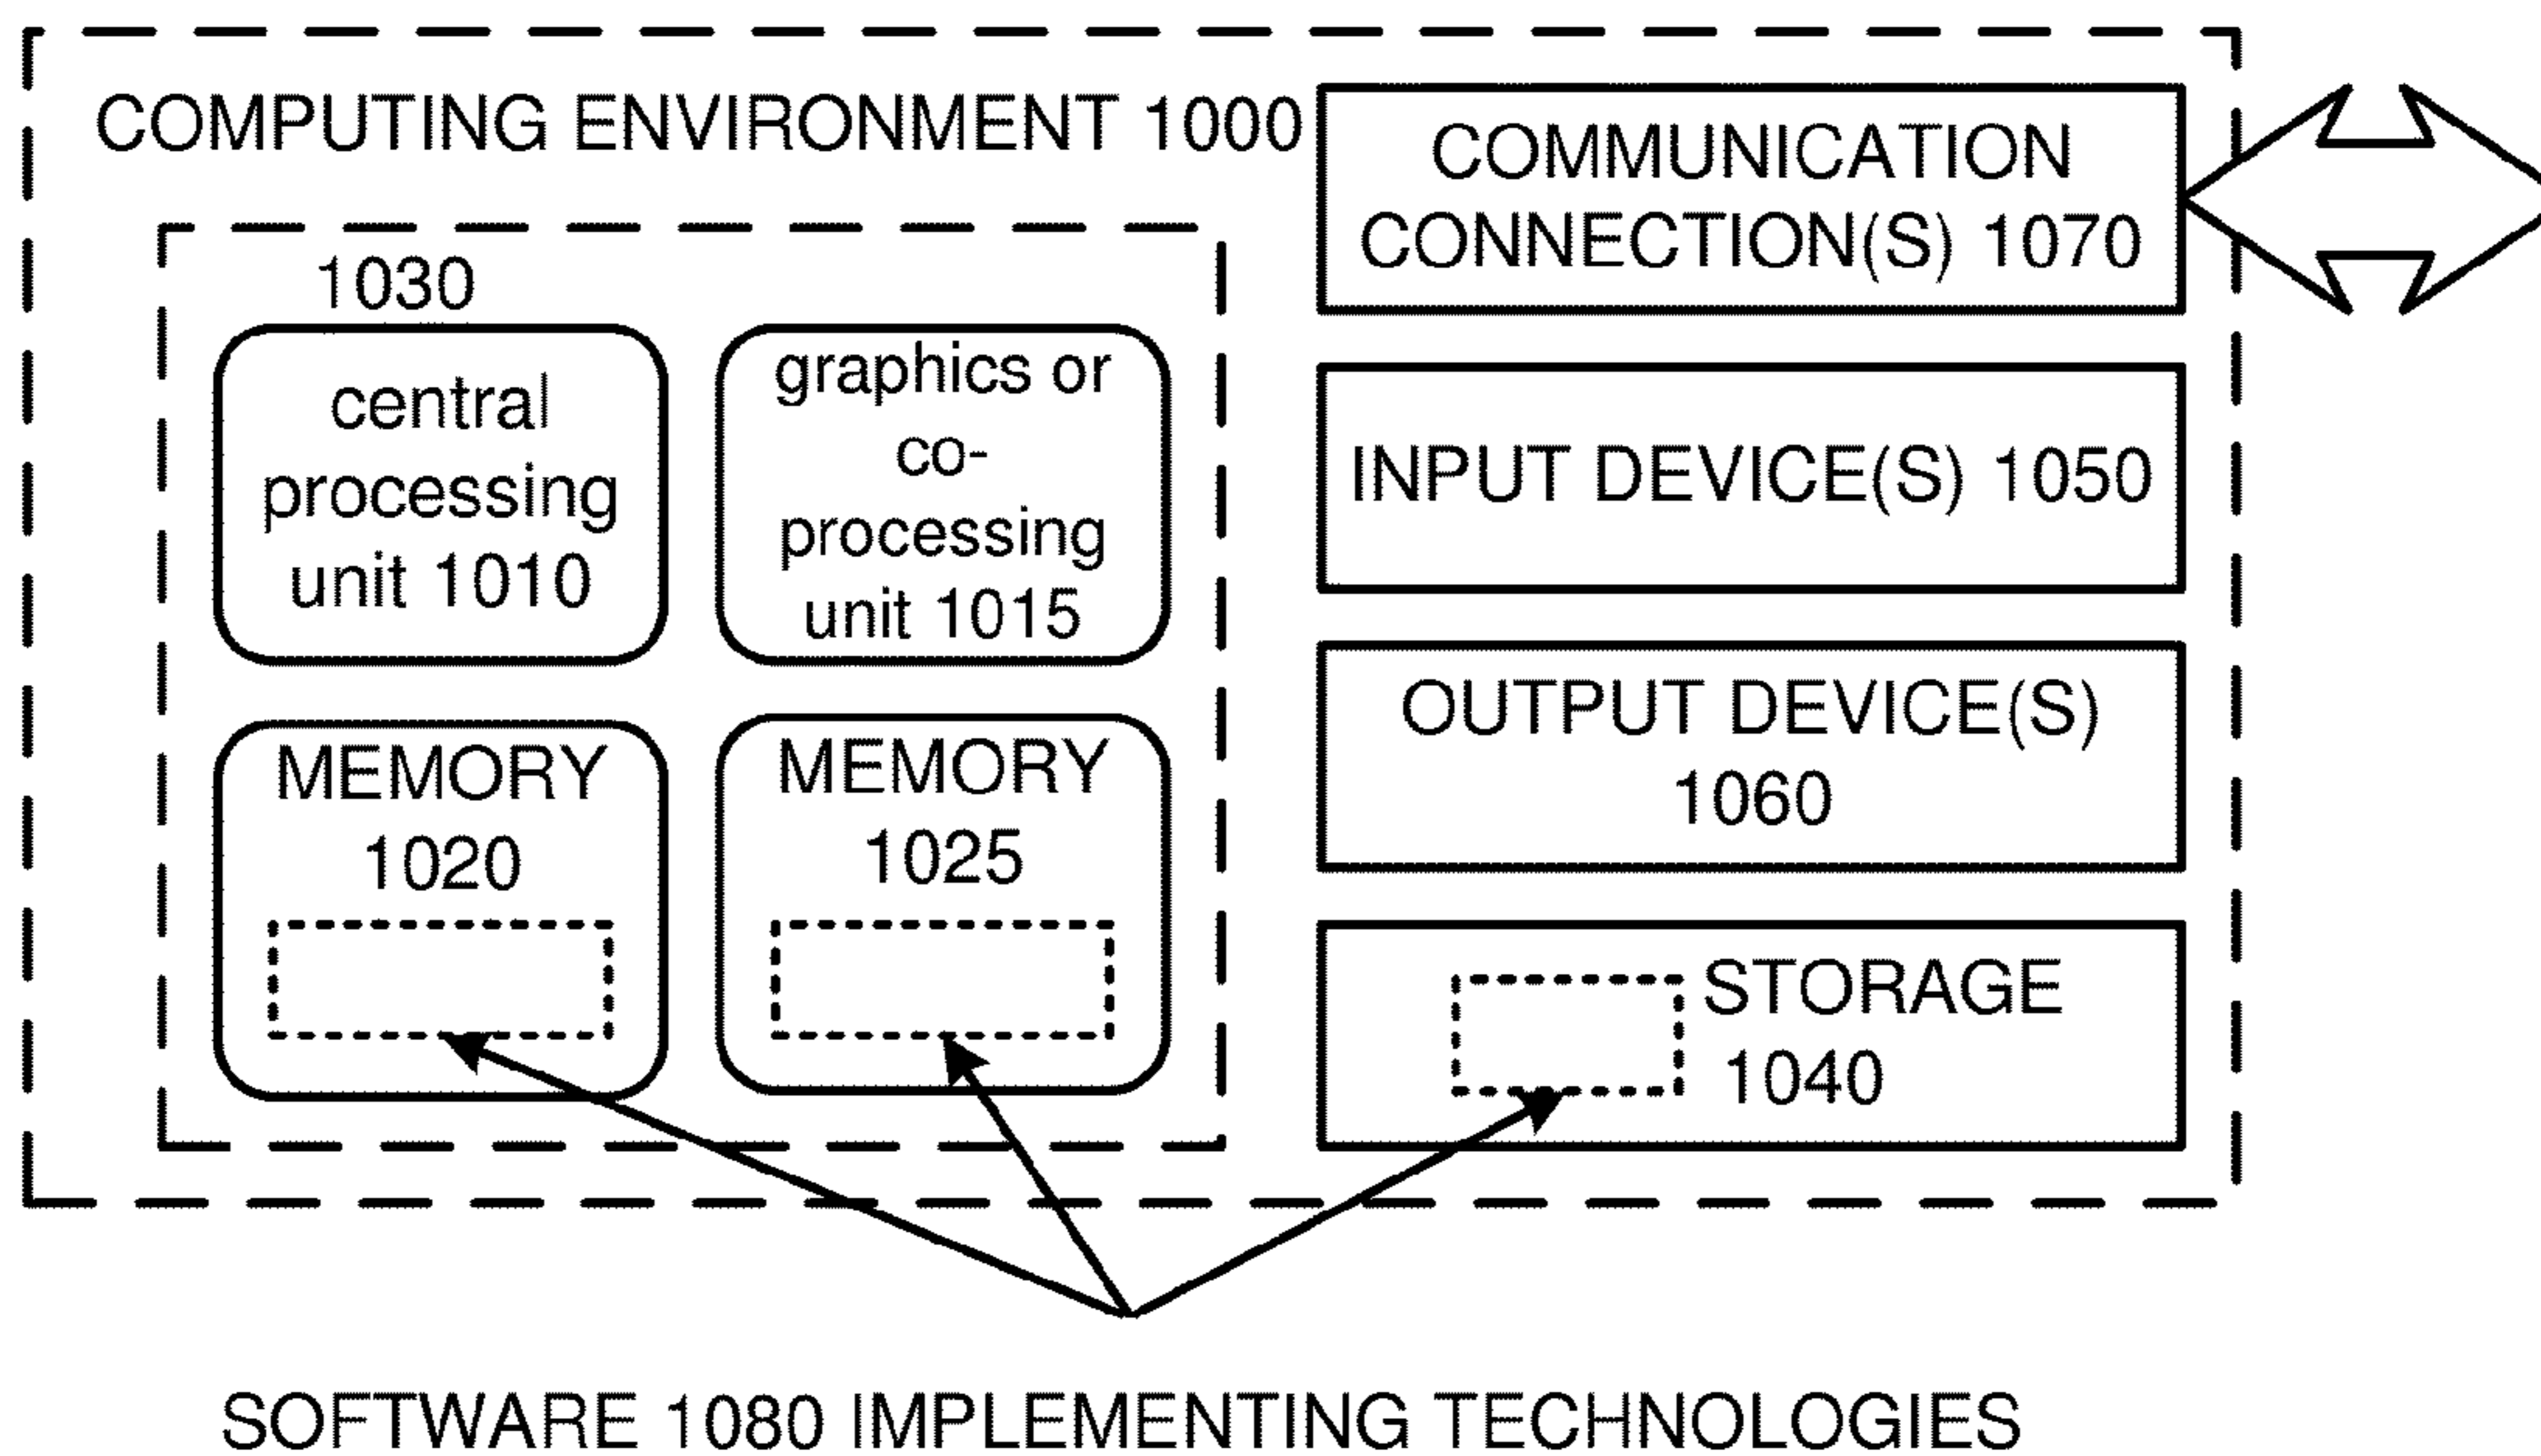 COMPUTING ENVIRONMENT 1000
1030
central
processing
unit 1010
graphics or
co-
processing
unit 1015
MEMORY
1020
MEMORY
1025
COMMUNICATION
CONNECTION(S) 1070
INPUT DEVICE(S) 1050
OUTPUT DEVICE(S)
1060
STORAGE
1040
SOFTWARE 1080 IMPLEMENTING TECHNOLOGIES